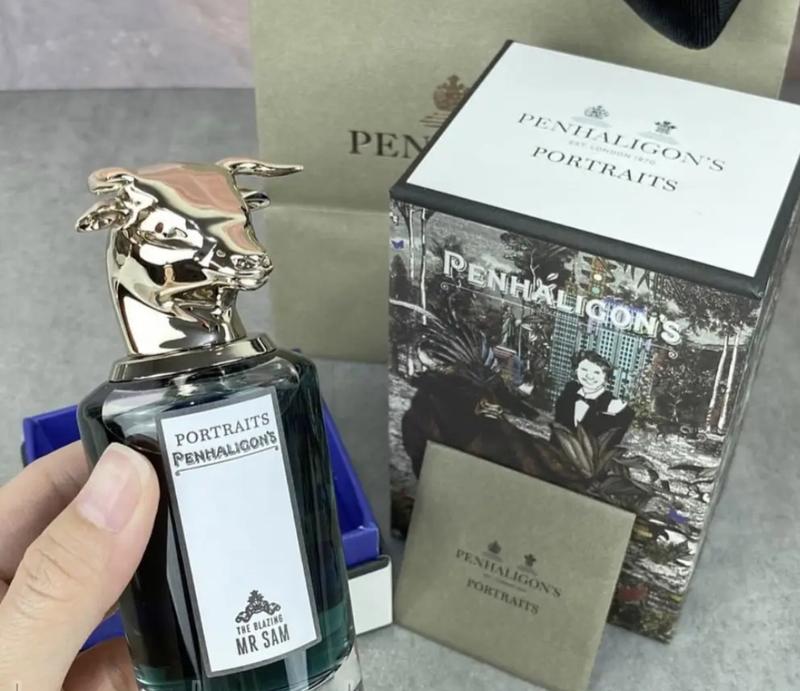 PEN
PENHALIGON'S
EST. LONDON 1870
PORTRAITS
PENHALIGON'S
PORTRAITS
PENHALIGON'S
THE BLAZING
MR SAM
PENHALIGON'S
PORTRAITS